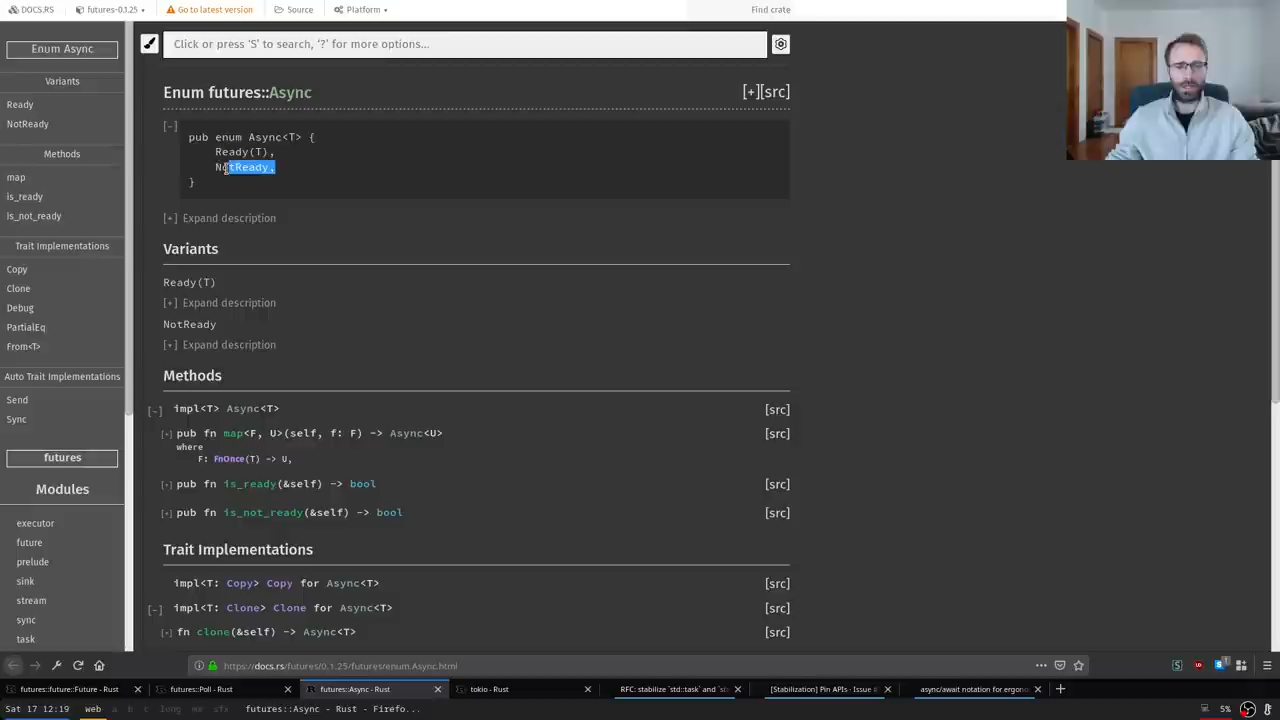 DOCS.RS futures-0.1.25 Go to latest version Source Platform Find crate
Enum Async
Variants
Ready
NotReady
Methods
map
is_ready
is_not_ready
Trait Implementations
Copy
Clone
Debug
PartialEq
From<T>
Auto Trait Implementations
Send
Sync
futures
Modules
executor
future
prelude
sink
stream
sync
task
Click or press 'S' to search, '?' for more options…
Enum futures::Async [+][src]
[-]
pub enum Async<T> {
Ready(T),
NotReady,
}
[+] Expand description
Variants
Ready(T)
[+] Expand description
NotReady
[+] Expand description
Methods
[-] impl<T> Async<T> [src]
[+] pub fn map<F, U>(self, f: F) -> Async<U> [src]
where
F: FnOnce(T) -> U,
[+] pub fn is_ready(&self) -> bool [src]
[+] pub fn is_not_ready(&self) -> bool [src]
Trait Implementations
impl<T: Copy> Copy for Async<T> [src]
[-] impl<T: Clone> Clone for Async<T> [src]
[+] fn clone(&self) -> Async<T> [src]
https://docs.rs/futures/0.1.25/futures/enum.Async.html
futures::future::Future - Rust futures::Poll - Rust futures::Async - Rust tokio - Rust RFC: stabilize `std::task` and `st [Stabilization] Pin APIs · Issue # async/await notation for ergono
Sat 17 Nov 12:19 web a b c long mx sfx futures::Async - Rust - Firefo... 5%